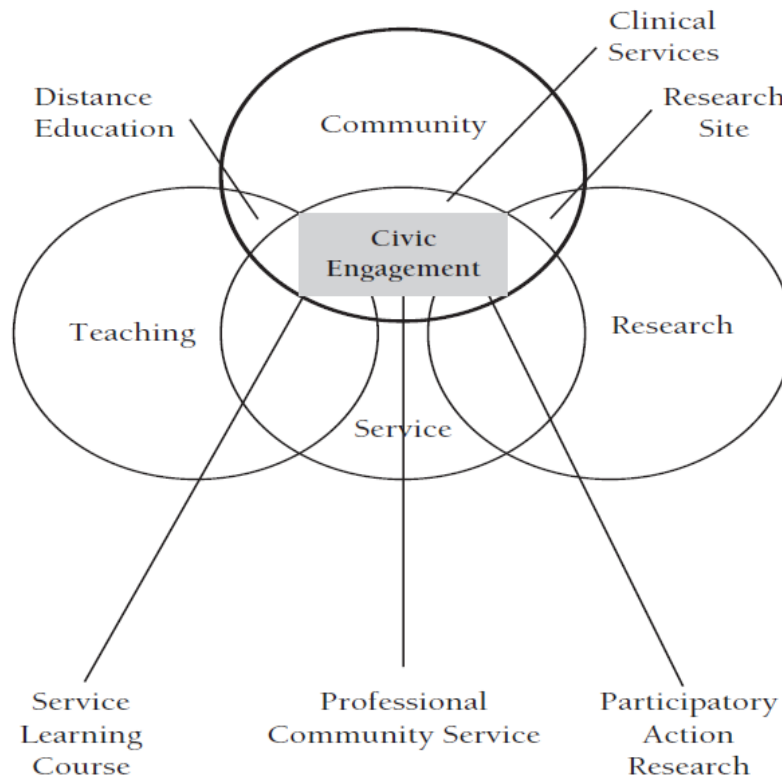 Clinical
Services
Distance
Education
Research
Site
Community
Civic
Engagement
Teaching
Research
Service
Service
Learning
Course
Professional
Community Service
Participatory
Action
Research